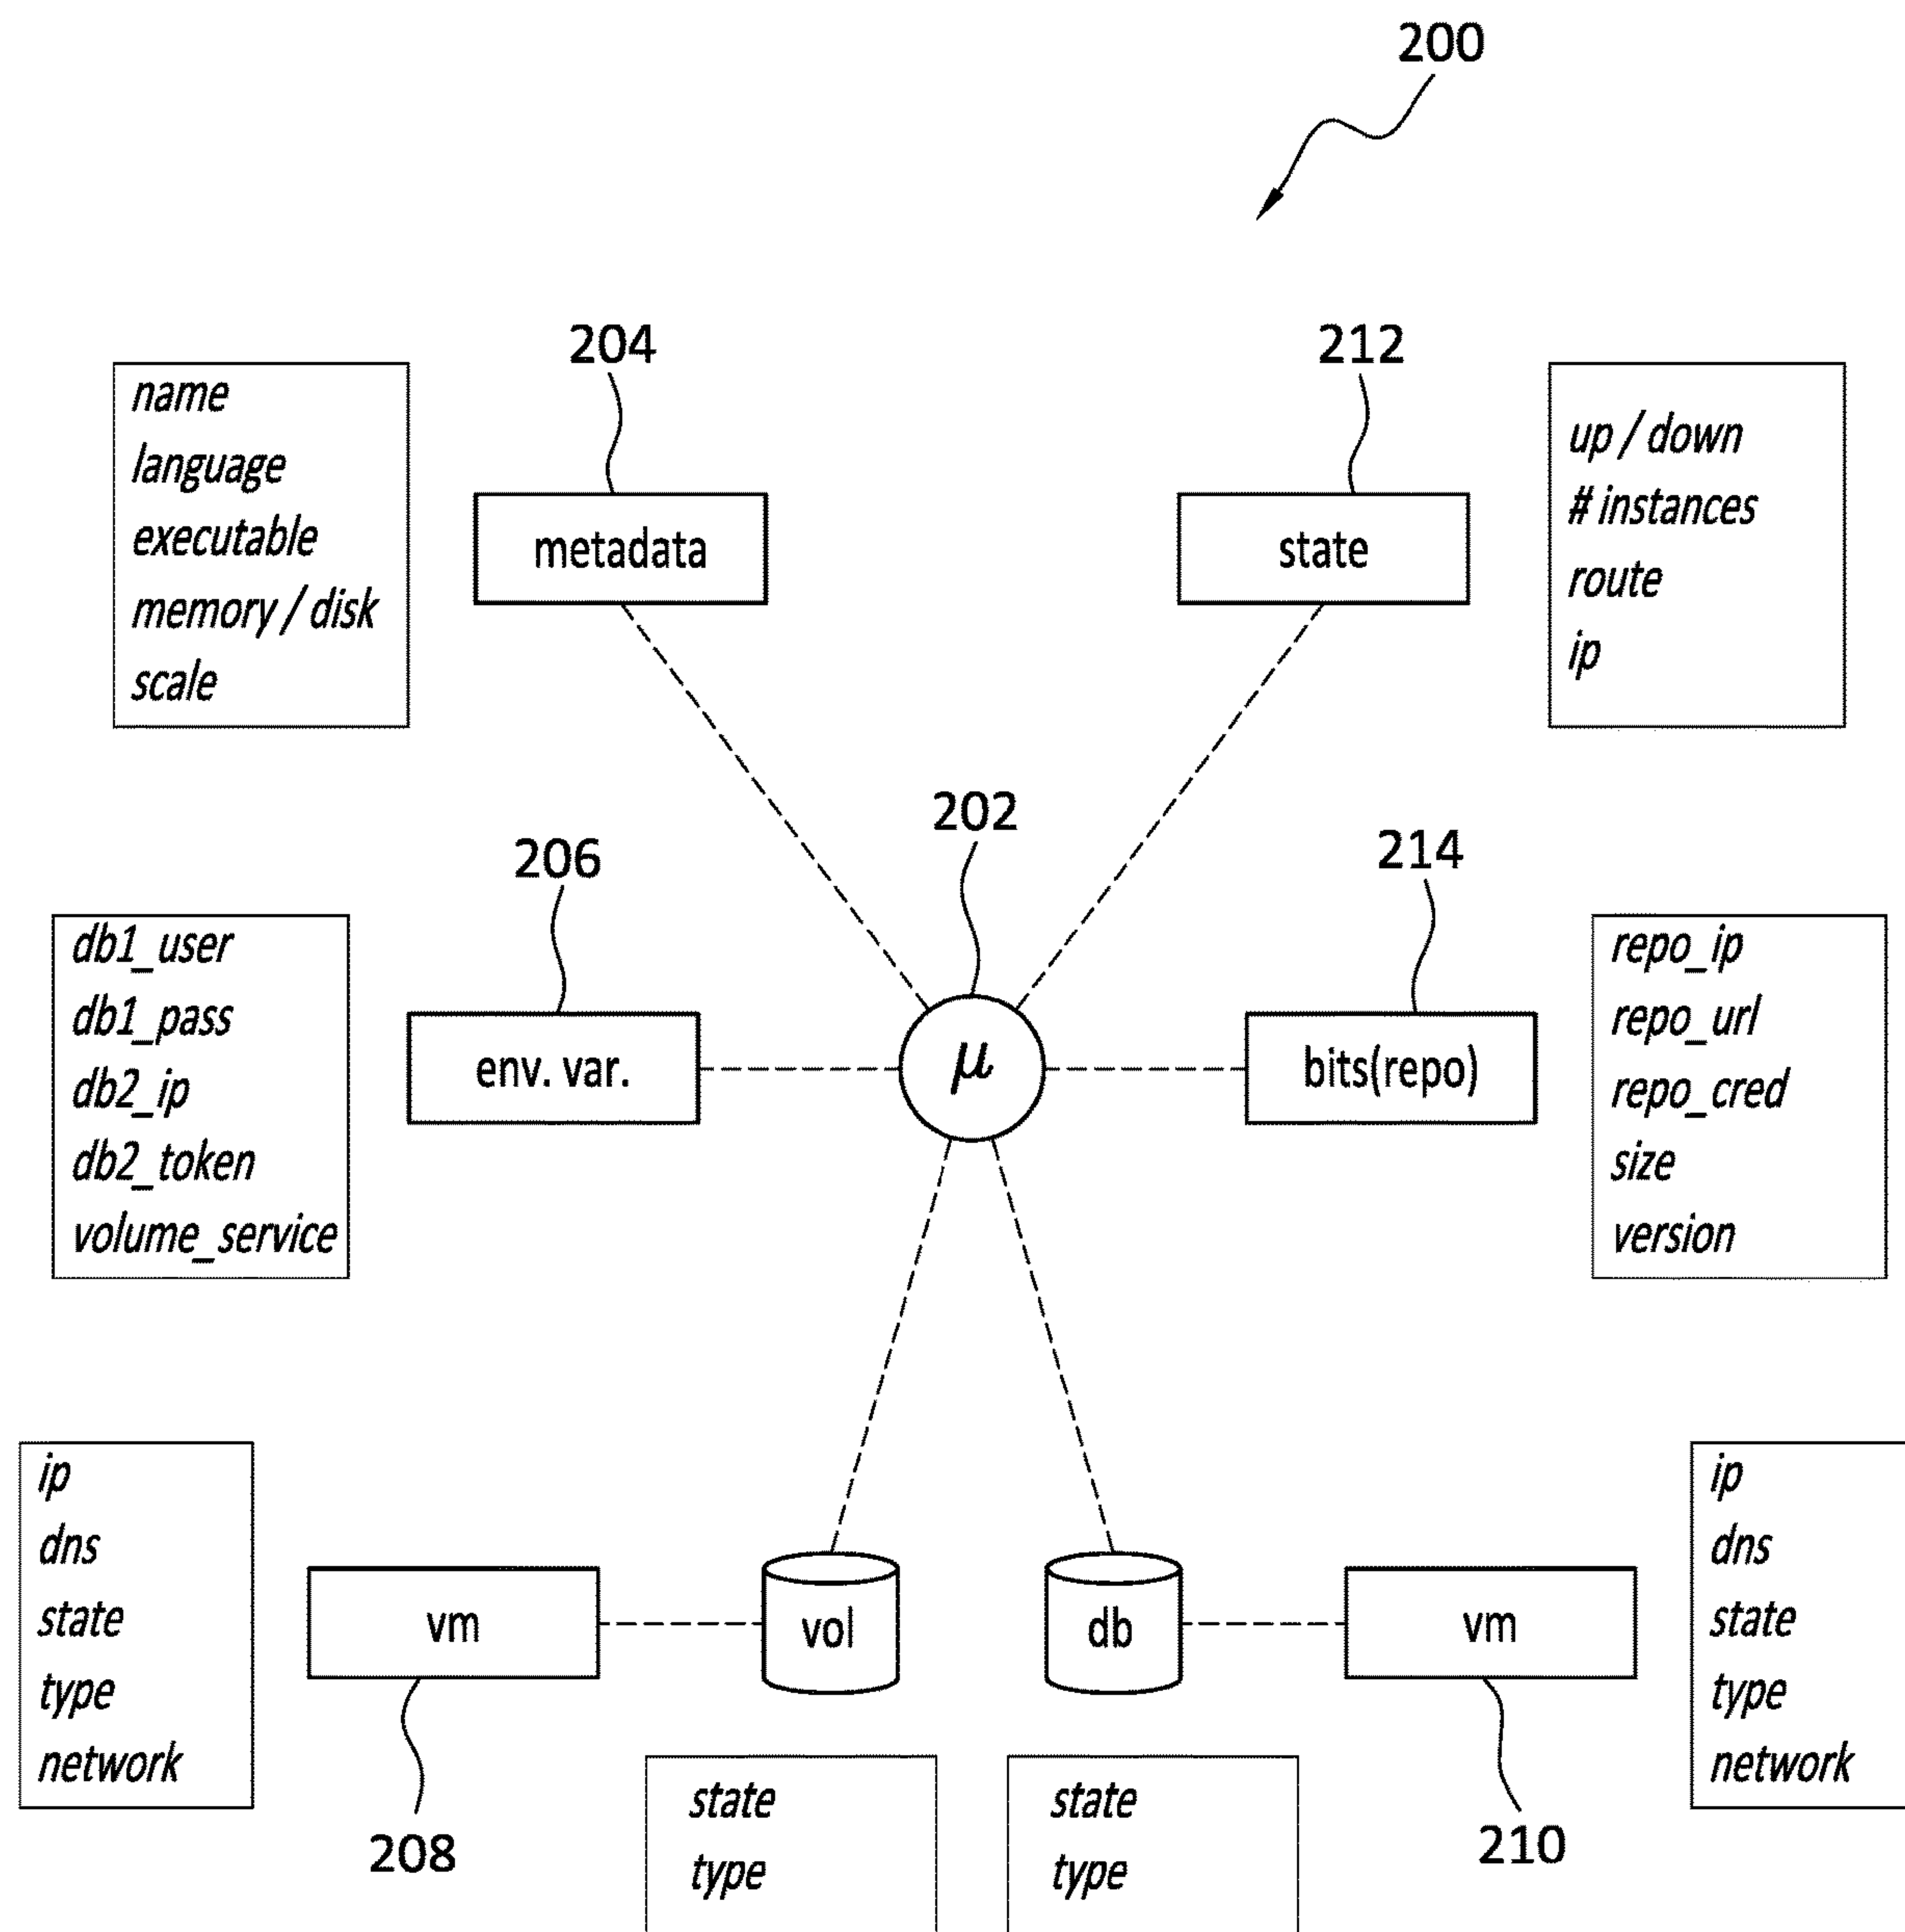 200
204
212
name
language
executable
memory / disk
scale
metadata
state
up / down
# instances
route
ip
202
206
214
db1_user
db1_pass
db2_ip
db2_token
volume_service
env. var.
μ
bits(repo)
repo_ip
repo_url
repo_cred
size
version
ip
dns
state
type
network
vm
vol
db
vm
ip
dns
state
type
network
208
state
type
state
type
210